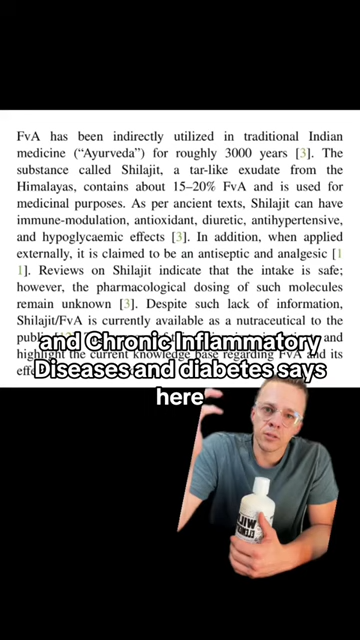 FvA has been indirectly utilized in traditional Indian
medicine (“Ayurveda”) for roughly 3000 years [3]. The
substance called Shilajit, a tar-like exudate from the
Himalayas, contains about 15–20% FvA and is used for
medicinal purposes. As per ancient texts, Shilajit can have
immune-modulation, antioxidant, diuretic, antihypertensive,
and hypoglycaemic effects [3]. In addition, when applied
externally, it is claimed to be an antiseptic and analgesic [1
1]. Reviews on Shilajit indicate that the intake is safe;
however, the pharmacological dosing of such molecules
remain unknown [3]. Despite such lack of information,
Shilajit/FvA is currently available as a nutraceutical to the
and Chronic Inflammatory
highlight the current knowledge base regarding FvA and its
Diseases and diabetes says
here